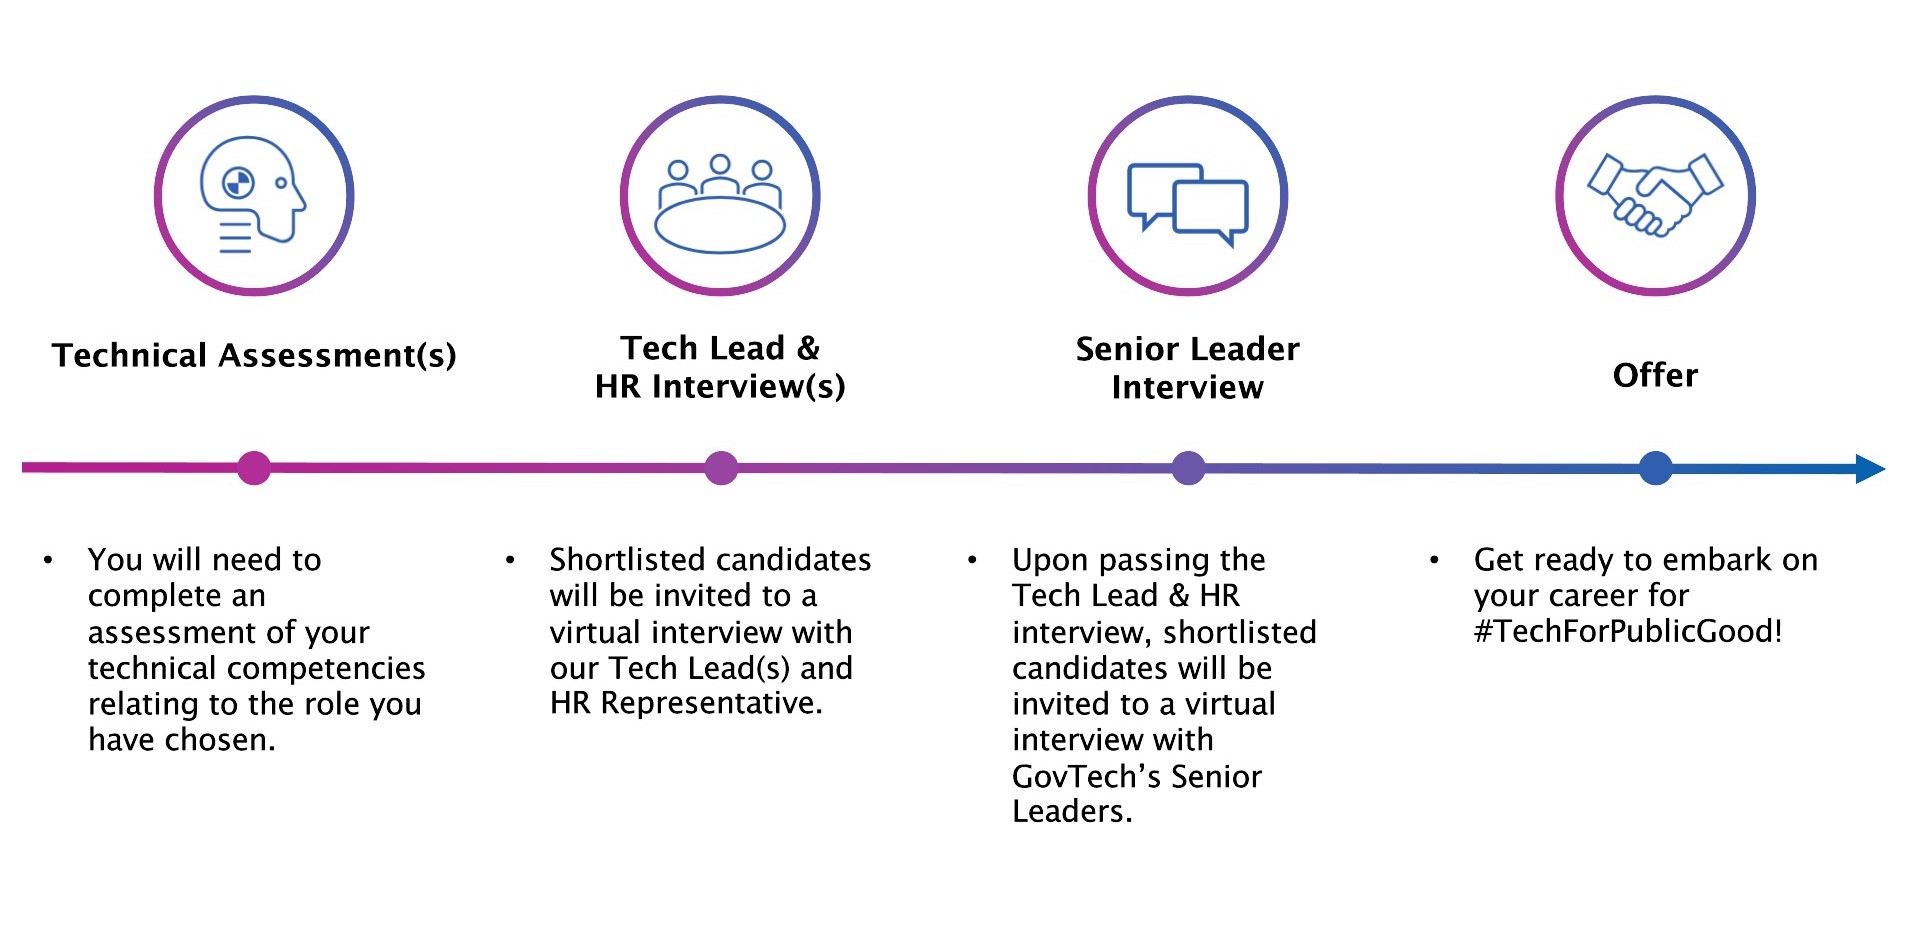 Technical Assessment(s)
Tech Lead &
HR Interview(s)
Senior Leader
Interview
Offer
• You will need to
complete an
assessment of your
technical competencies
relating to the role you
have chosen.
• Shortlisted candidates
will be invited to a
virtual interview with
our Tech Lead(s) and
HR Representative.
• Upon passing the
Tech Lead & HR
interview, shortlisted
candidates will be
invited to a virtual
interview with
GovTech’s Senior
Leaders.
• Get ready to embark on
your career for
#TechForPublicGood!